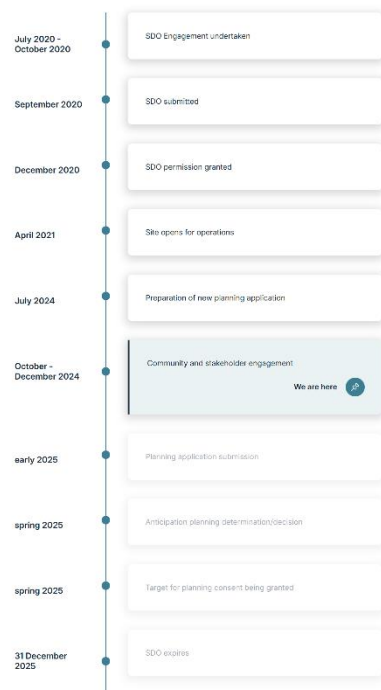 July 2020 -
October 2020
SDO Engagement undertaken
September 2020
SDO submitted
December 2020
SDO permission granted
April 2021
Site opens for operations
July 2024
Preparation of new planning application
October -
December 2024
Community and stakeholder engagement
We are here
early 2025
Planning application submission
spring 2025
Anticipation planning determination/decision
spring 2025
Target for planning consent being granted
31 December
2025
SDO expires